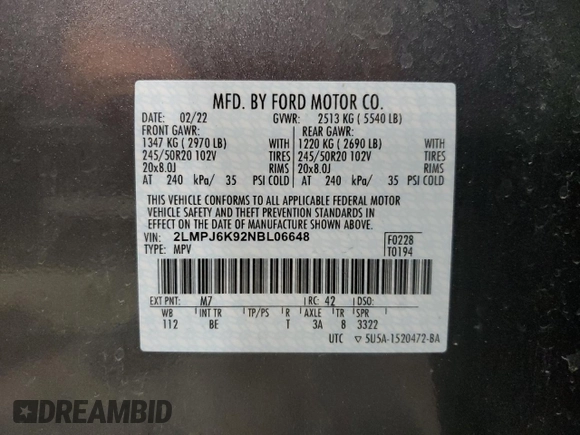 MFD. BY FORD MOTOR CO.
DATE: 02/22 GVWR: 2513 KG ( 5540 LB)
FRONT GAWR: REAR GAWR:
1347 KG ( 2970 LB) WITH 1220 KG ( 2690 LB) WITH
245/50R20 102V TIRES 245/50R20 102V TIRES
20x8.0J RIMS 20x8.0J RIMS
AT 240 kPa/ 35 PSI COLD AT 240 kPa/ 35 PSI COLD
THIS VEHICLE CONFORMS TO ALL APPLICABLE FEDERAL MOTOR
VEHICLE SAFETY AND THEFT PREVENTION STANDARDS IN
EFFECT ON THE DATE OF MANUFACTURE SHOWN ABOVE.
VIN: 2LMPJ6K92NBL06648 F0228
TYPE: MPV T0194
EXT PNT: M7 RC: 42 DSO:
WB INT TR TP/PS R AXLE TR SPR
112 BE T 3A 8 3322
UTC ▽ 5U5A-1520472-BA
DREAMBID